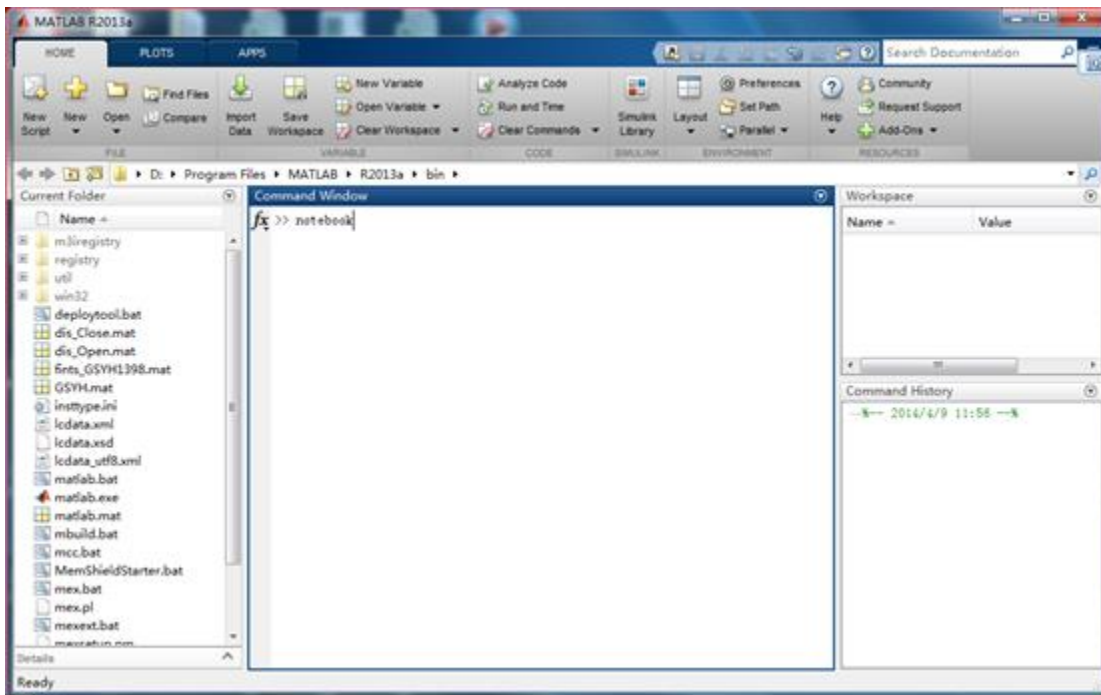 MATLAB R2013a
HOME PLOTS APPS
Search Documentation
New Script
New
Open
Find Files
Compare
Import Data
Save Workspace
New Variable
Open Variable
Clear Workspace
Analyze Code
Run and Time
Clear Commands
Simulink Library
Layout
Preferences
Set Path
Parallel
Help
Community
Request Support
Add-Ons
FILE VARIABLE CODE SIMULINK ENVIRONMENT RESOURCES
D: Program Files MATLAB R2013a bin
Current Folder
Name
m3iregistry
registry
util
win32
deploytool.bat
dis_Close.mat
dis_Open.mat
fints_GSYH1398.mat
GSYH.mat
insttype.ini
lcdata.xml
lcdata.xsd
lcdata_utf8.xml
matlab.bat
matlab.exe
matlab.mat
mbuild.bat
mcc.bat
MemShieldStarter.bat
mex.bat
mex.pl
mexext.bat
mexsetup.pm
Details
Command Window
fx >> notebook
Workspace
Name Value
Command History
--%-- 2014/4/9 11:56 --%
Ready